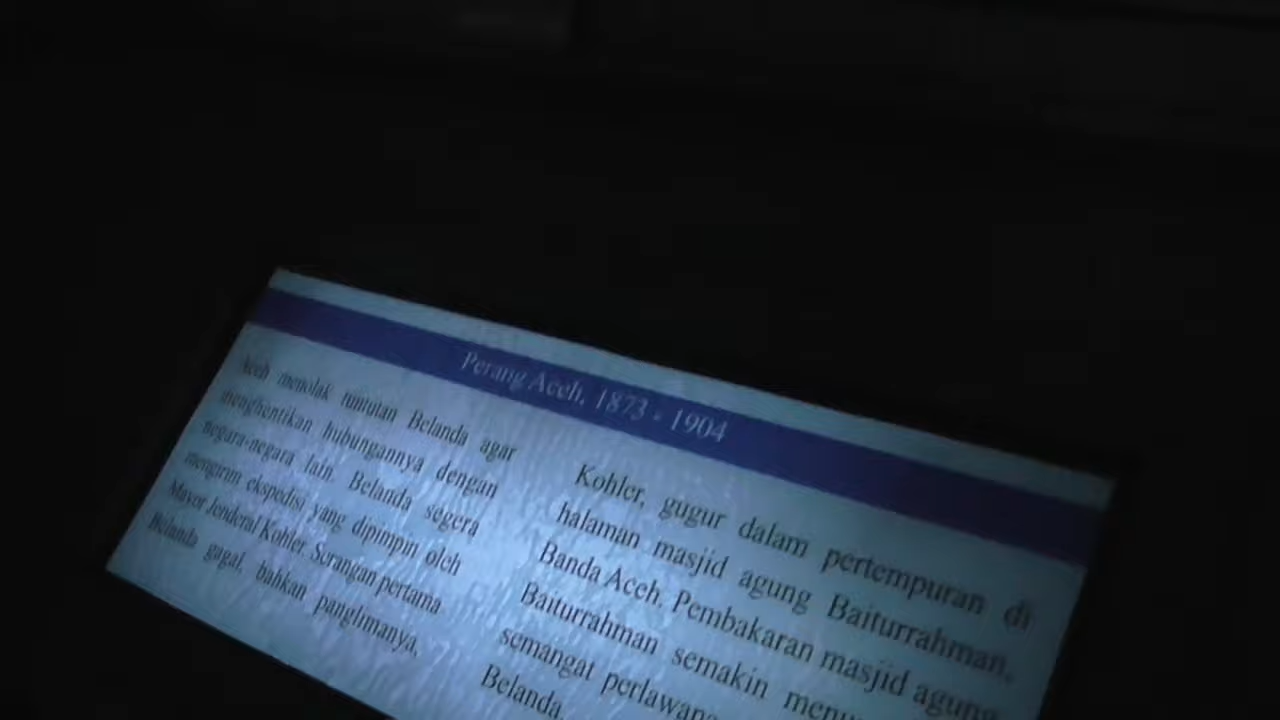 Perang Aceh, 1873 - 1904
Aceh menolak tuntutan Belanda agar
menghentikan hubungannya dengan
negara-negara lain. Belanda segera
mengirim ekspedisi yang dipimpin oleh
Mayor Jenderal Kohler. Serangan pertama
Belanda gagal, bahkan panglimanya,
Kohler, gugur dalam pertempuran di
halaman masjid agung Baiturrahman,
Banda Aceh. Pembakaran masjid agung
Baiturrahman semakin
semangat
Belanda.